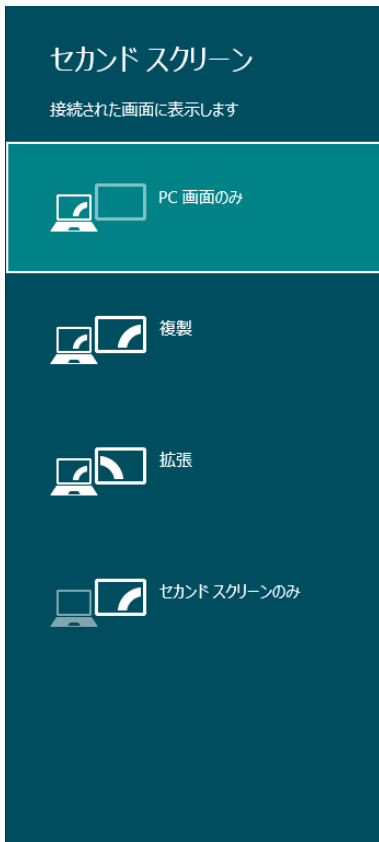 セカンド スクリーン
接続された画面に表示します
PC 画面のみ
複製
拡張
セカンド スクリーンのみ